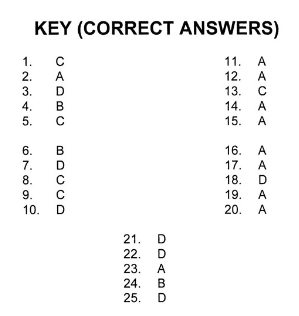 KEY (CORRECT ANSWERS)
1. C
2. A
3. D
4. B
5. C
6. B
7. D
8. C
9. C
10. D
11. A
12. A
13. C
14. A
15. A
16. A
17. A
18. D
19. A
20. A
21. D
22. D
23. A
24. B
25. D